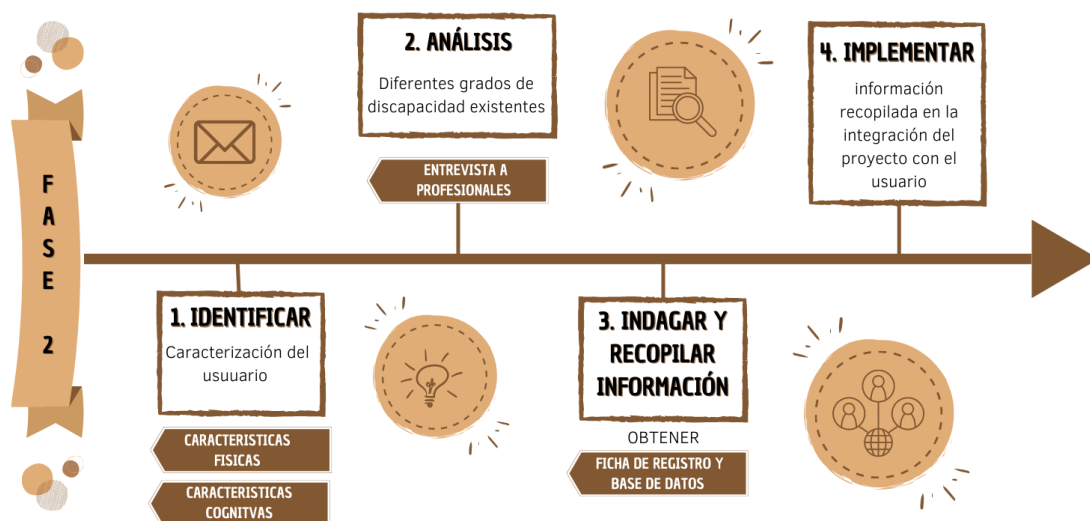 FASE 2
1. IDENTIFICAR
Caracterización del
usuuario
CARACTERISTICAS
FISICAS
CARACTERISTICAS
COGNITVAS
2. ANÁLISIS
Diferentes grados de
discapacidad existentes
ENTREVISTA A
PROFESIONALES
3. INDAGAR Y
RECOPILAR
INFORMACIÓN
OBTENER
FICHA DE REGISTRO Y
BASE DE DATOS
4. IMPLEMENTAR
información
recopilada en la
integración del
proyecto con el
usuario